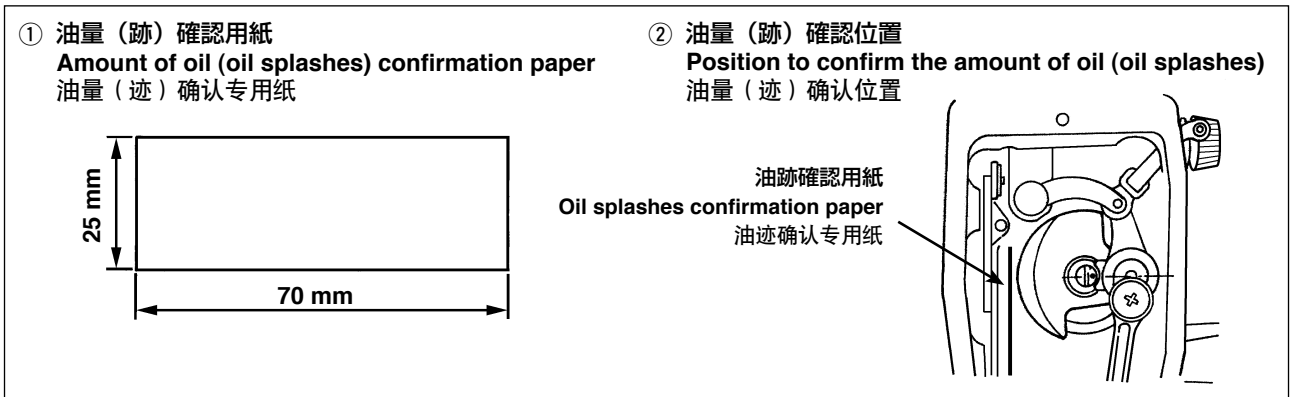 ① 油量（跡）確認用紙
Amount of oil (oil splashes) confirmation paper
油量（迹）确认专用纸
25 mm
70 mm
② 油量（跡）確認位置
Position to confirm the amount of oil (oil splashes)
油量（迹）确认位置
油跡確認用紙
Oil splashes confirmation paper
油迹确认专用纸